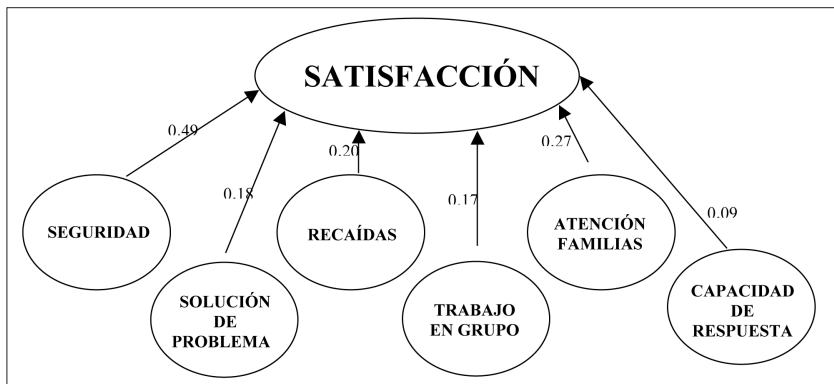 SATISFACCIÓN
0.49
0.18
0.20
0.17
0.27
0.09
SEGURIDAD
SOLUCIÓN
DE
PROBLEMA
RECAÍDAS
TRABAJO
EN GRUPO
ATENCIÓN
FAMILIAS
CAPACIDAD
DE
RESPUESTA